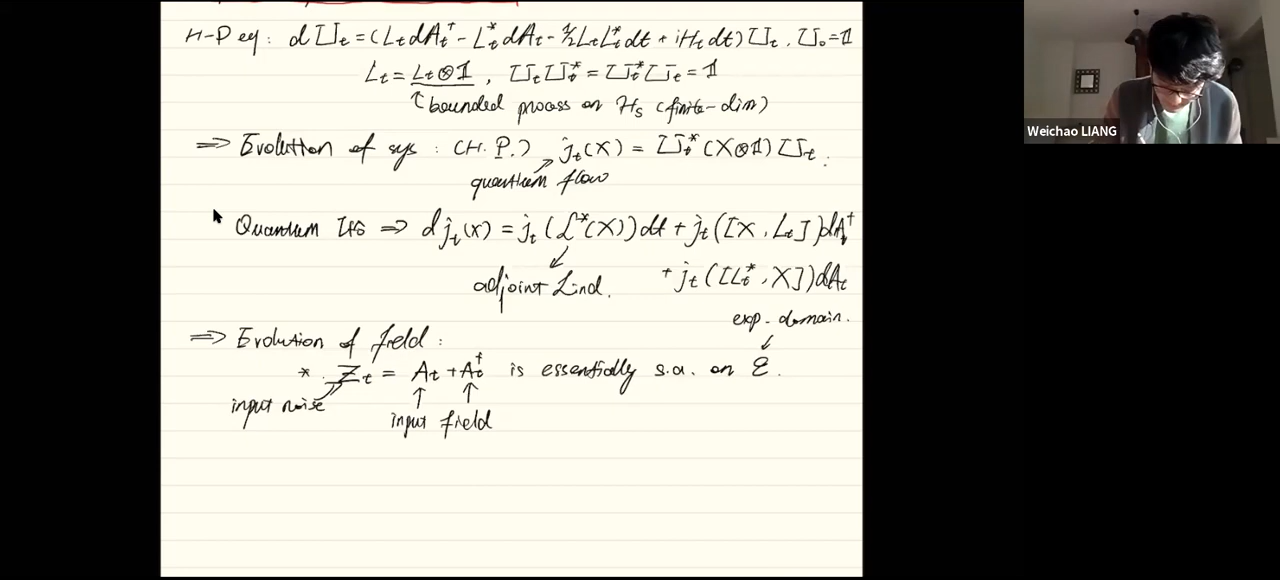 H-P eq: dU_t = (L_t dA_t^† - L_t^* dA_t - 1/2 L_t L_t^* dt + iH_t dt) U_t, U_0 = 𝟙
L_t = L_t ⊗ 𝟙, U_t U_t^* = U_t^* U_t = 𝟙
↑ bounded process on H_S (finite-dim)
⇒ Evolution of sys: (H.P.) j_t(X) = U_t^* (X⊗𝟙) U_t.
quantum flow
Quantum Itô ⇒ dj_t(x) = j_t(ℒ^*(X))dt + j_t([X, L_t])dA_t^†
adjoint Lind. + j_t([L_t^*, X])dA_t
exp. domain.
⇒ Evolution of field:
* Z_t = A_t + A_t^† is essentially s.a. on ℰ.
input noise
input field
Weichao LIANG